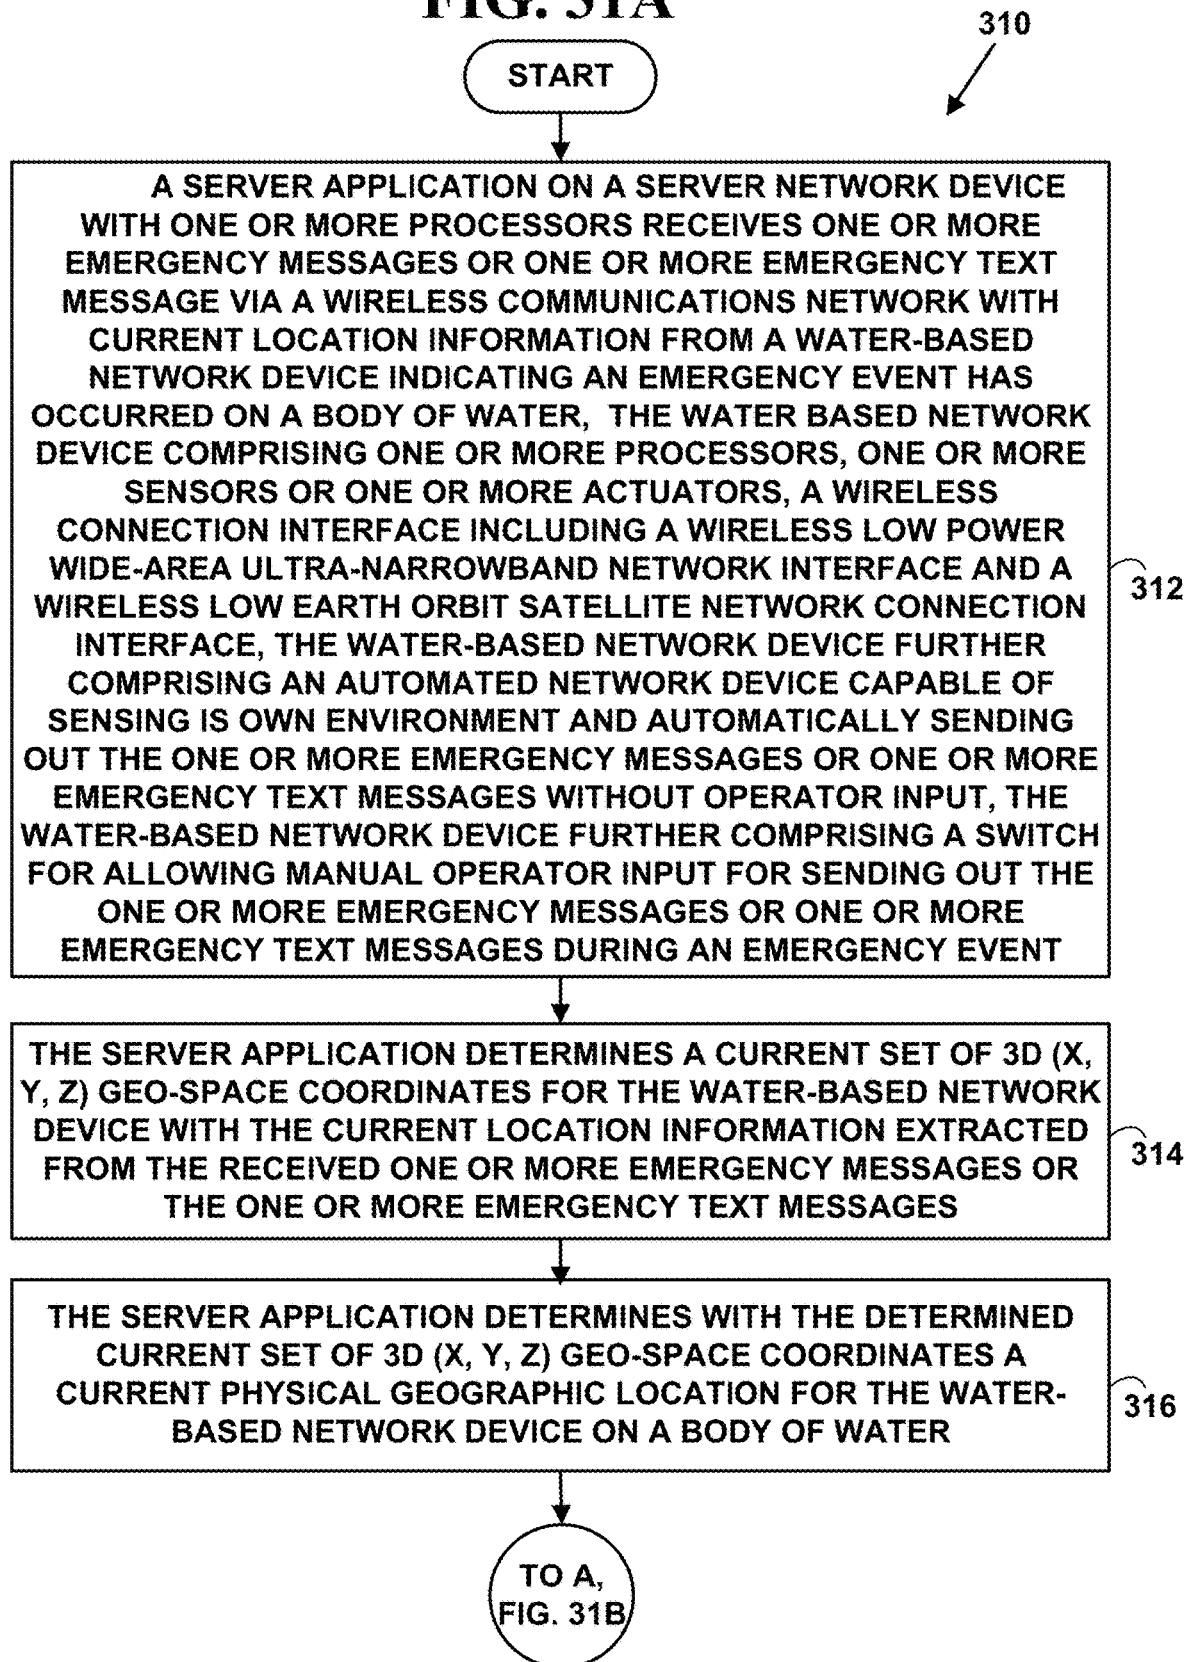 FIG. 31A
310
START
A SERVER APPLICATION ON A SERVER NETWORK DEVICE
WITH ONE OR MORE PROCESSORS RECEIVES ONE OR MORE
EMERGENCY MESSAGES OR ONE OR MORE EMERGENCY TEXT
MESSAGE VIA A WIRELESS COMMUNICATIONS NETWORK WITH
CURRENT LOCATION INFORMATION FROM A WATER-BASED
NETWORK DEVICE INDICATING AN EMERGENCY EVENT HAS
OCCURRED ON A BODY OF WATER, THE WATER BASED NETWORK
DEVICE COMPRISING ONE OR MORE PROCESSORS, ONE OR MORE
SENSORS OR ONE OR MORE ACTUATORS, A WIRELESS
CONNECTION INTERFACE INCLUDING A WIRELESS LOW POWER
WIDE-AREA ULTRA-NARROWBAND NETWORK INTERFACE AND A
WIRELESS LOW EARTH ORBIT SATELLITE NETWORK CONNECTION
INTERFACE, THE WATER-BASED NETWORK DEVICE FURTHER
COMPRISING AN AUTOMATED NETWORK DEVICE CAPABLE OF
SENSING IS OWN ENVIRONMENT AND AUTOMATICALLY SENDING
OUT THE ONE OR MORE EMERGENCY MESSAGES OR ONE OR MORE
EMERGENCY TEXT MESSAGES WITHOUT OPERATOR INPUT, THE
WATER-BASED NETWORK DEVICE FURTHER COMPRISING A SWITCH
FOR ALLOWING MANUAL OPERATOR INPUT FOR SENDING OUT THE
ONE OR MORE EMERGENCY MESSAGES OR ONE OR MORE
EMERGENCY TEXT MESSAGES DURING AN EMERGENCY EVENT
312
THE SERVER APPLICATION DETERMINES A CURRENT SET OF 3D (X,
Y, Z) GEO-SPACE COORDINATES FOR THE WATER-BASED NETWORK
DEVICE WITH THE CURRENT LOCATION INFORMATION EXTRACTED
FROM THE RECEIVED ONE OR MORE EMERGENCY MESSAGES OR
THE ONE OR MORE EMERGENCY TEXT MESSAGES
314
THE SERVER APPLICATION DETERMINES WITH THE DETERMINED
CURRENT SET OF 3D (X, Y, Z) GEO-SPACE COORDINATES A
CURRENT PHYSICAL GEOGRAPHIC LOCATION FOR THE WATER-
BASED NETWORK DEVICE ON A BODY OF WATER
316
TO A,
FIG. 31B